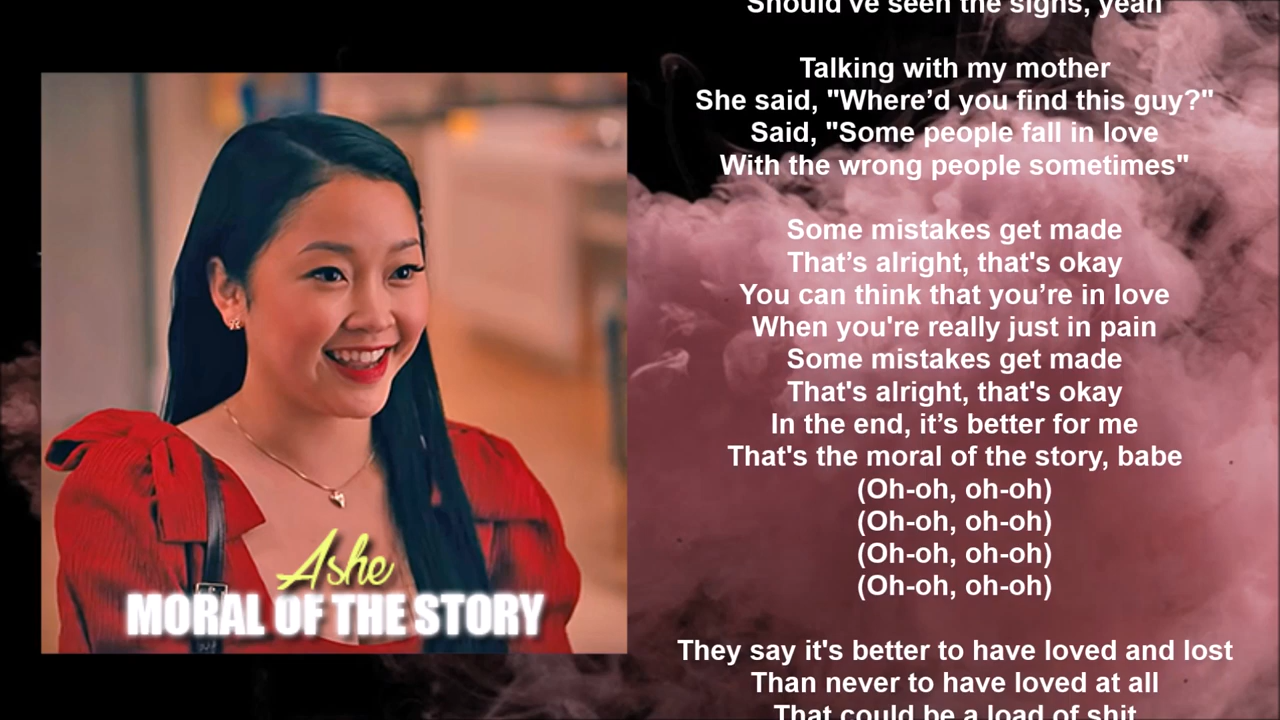 Ashe
MORAL OF THE STORY
Should've seen the signs, yeah
Talking with my mother
She said, "Where’d you find this guy?"
Said, "Some people fall in love
With the wrong people sometimes"
Some mistakes get made
That’s alright, that's okay
You can think that you’re in love
When you're really just in pain
Some mistakes get made
That's alright, that's okay
In the end, it’s better for me
That's the moral of the story, babe
(Oh-oh, oh-oh)
(Oh-oh, oh-oh)
(Oh-oh, oh-oh)
(Oh-oh, oh-oh)
They say it's better to have loved and lost
Than never to have loved at all
That could be a load of shit